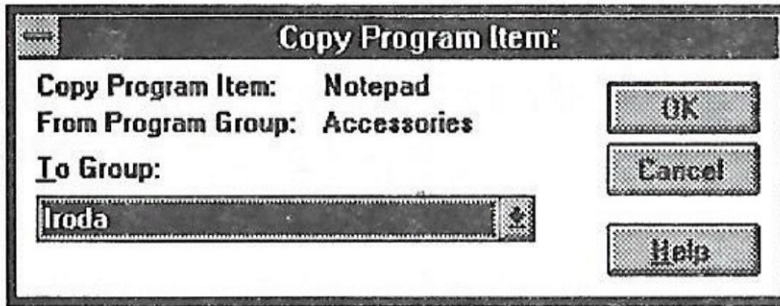 Copy Program Item:
Copy Program Item: Notepad
From Program Group: Accessories
To Group:
Iroda
OK
Cancel
Help